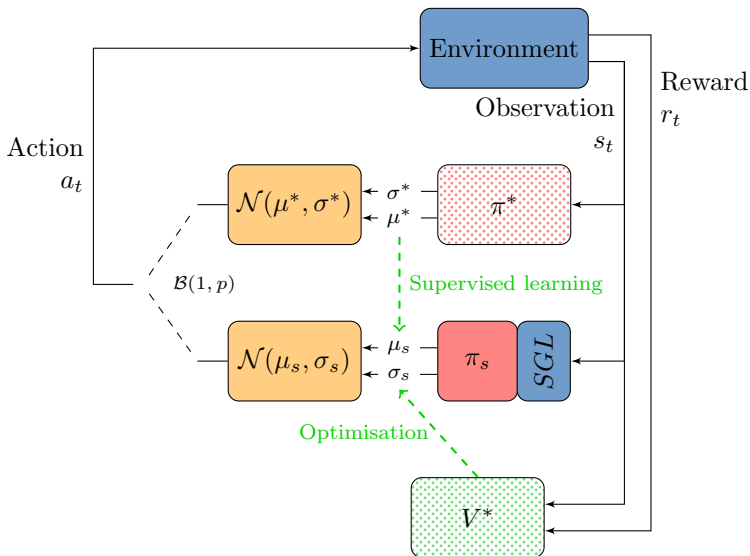 Environment
Reward
r_t
Observation
s_t
Action
a_t
𝒩(μ*, σ*)
σ*
μ*
π*
ℬ(1, p)
Supervised learning
𝒩(μ_s, σ_s)
μ_s
σ_s
π_s
SGL
Optimisation
V*